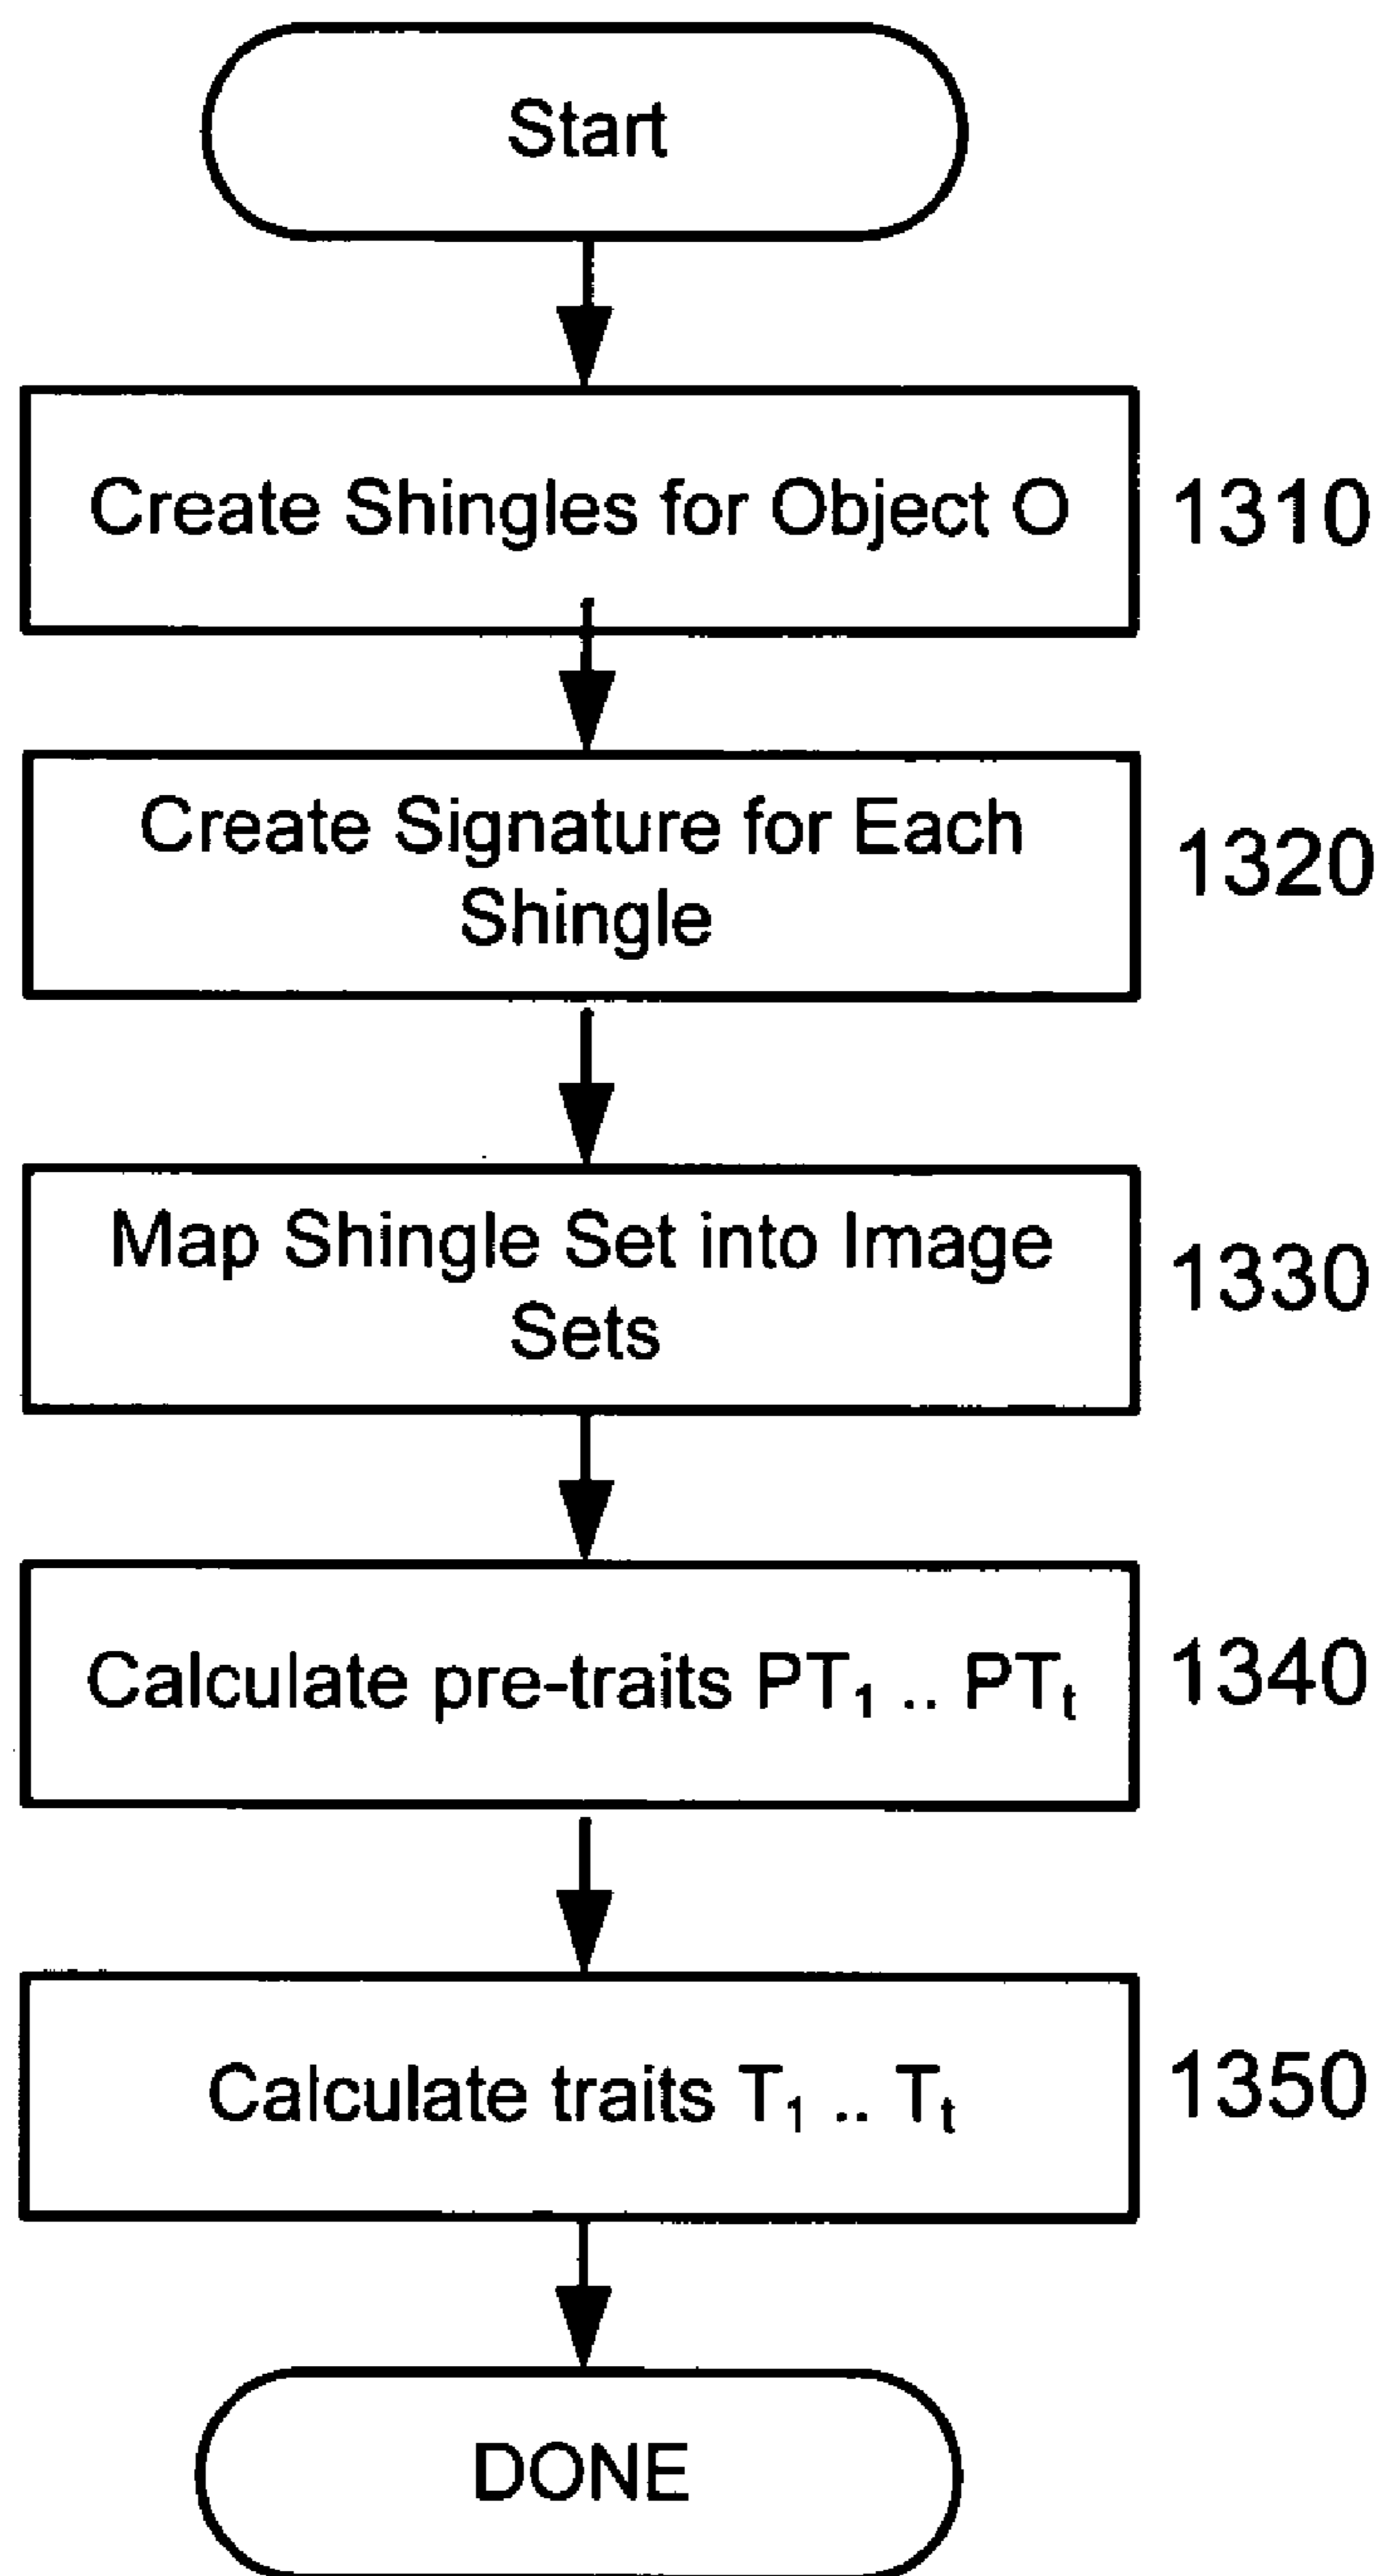 Start
Create Shingles for Object O
1310
Create Signature for Each
Shingle
1320
Map Shingle Set into Image
Sets
1330
Calculate pre-traits PT₁ .. PTₜ
1340
Calculate traits T₁ .. Tₜ
1350
DONE